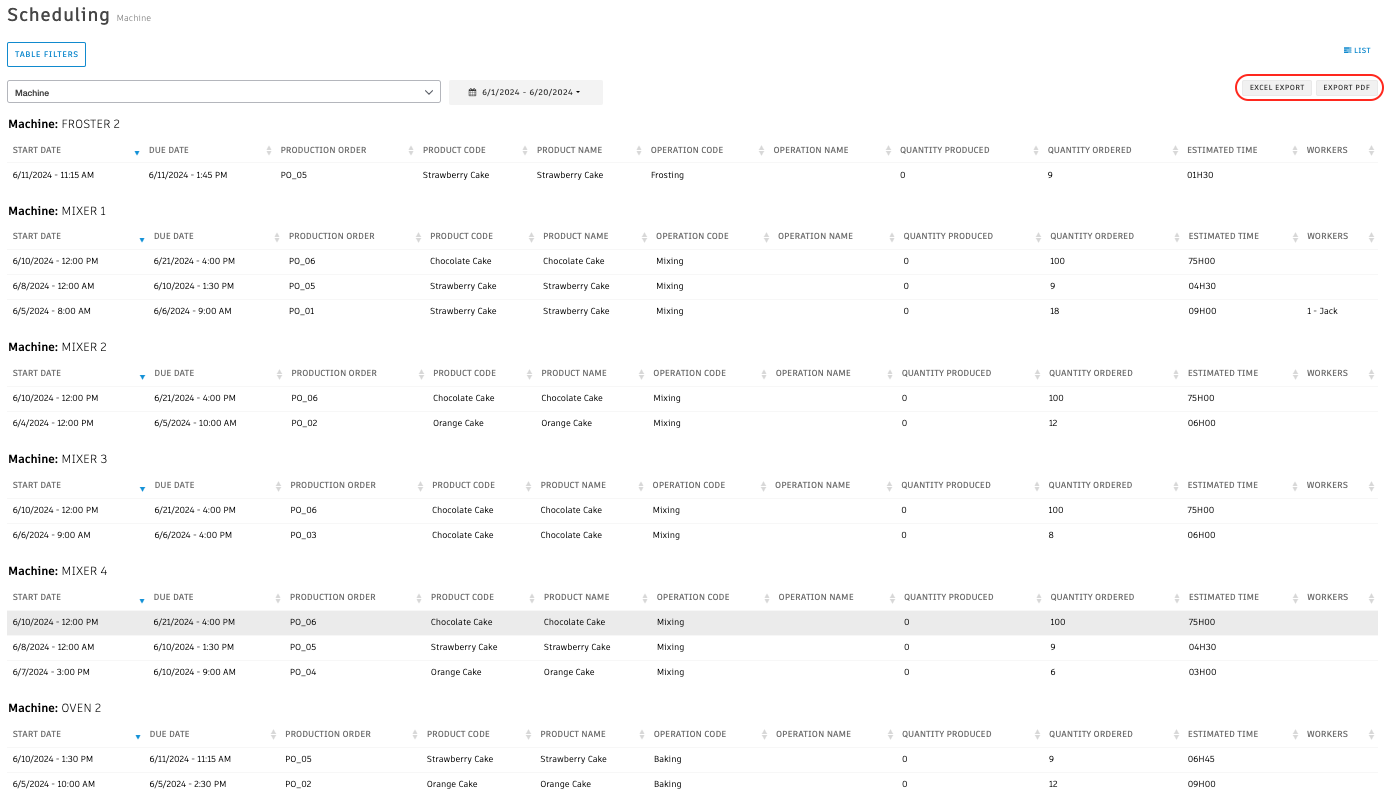 Scheduling Machine
TABLE FILTERS
LIST
Machine 6/1/2024 - 6/20/2024 EXCEL EXPORT EXPORT PDF
Machine: FROSTER 2
START DATE DUE DATE PRODUCTION ORDER PRODUCT CODE PRODUCT NAME OPERATION CODE OPERATION NAME QUANTITY PRODUCED QUANTITY ORDERED ESTIMATED TIME WORKERS
6/11/2024 - 11:15 AM 6/11/2024 - 1:45 PM PO_05 Strawberry Cake Strawberry Cake Frosting 0 9 01H30
Machine: MIXER 1
START DATE DUE DATE PRODUCTION ORDER PRODUCT CODE PRODUCT NAME OPERATION CODE OPERATION NAME QUANTITY PRODUCED QUANTITY ORDERED ESTIMATED TIME WORKERS
6/10/2024 - 12:00 PM 6/21/2024 - 4:00 PM PO_06 Chocolate Cake Chocolate Cake Mixing 0 100 75H00
6/8/2024 - 12:00 AM 6/10/2024 - 1:30 PM PO_05 Strawberry Cake Strawberry Cake Mixing 0 9 04H30
6/5/2024 - 8:00 AM 6/6/2024 - 9:00 AM PO_01 Strawberry Cake Strawberry Cake Mixing 0 18 09H00 1 - Jack
Machine: MIXER 2
START DATE DUE DATE PRODUCTION ORDER PRODUCT CODE PRODUCT NAME OPERATION CODE OPERATION NAME QUANTITY PRODUCED QUANTITY ORDERED ESTIMATED TIME WORKERS
6/10/2024 - 12:00 PM 6/21/2024 - 4:00 PM PO_06 Chocolate Cake Chocolate Cake Mixing 0 100 75H00
6/4/2024 - 12:00 PM 6/5/2024 - 10:00 AM PO_02 Orange Cake Orange Cake Mixing 0 12 06H00
Machine: MIXER 3
START DATE DUE DATE PRODUCTION ORDER PRODUCT CODE PRODUCT NAME OPERATION CODE OPERATION NAME QUANTITY PRODUCED QUANTITY ORDERED ESTIMATED TIME WORKERS
6/10/2024 - 12:00 PM 6/21/2024 - 4:00 PM PO_06 Chocolate Cake Chocolate Cake Mixing 0 100 75H00
6/6/2024 - 9:00 AM 6/6/2024 - 4:00 PM PO_03 Chocolate Cake Chocolate Cake Mixing 0 8 06H00
Machine: MIXER 4
START DATE DUE DATE PRODUCTION ORDER PRODUCT CODE PRODUCT NAME OPERATION CODE OPERATION NAME QUANTITY PRODUCED QUANTITY ORDERED ESTIMATED TIME WORKERS
6/10/2024 - 12:00 PM 6/21/2024 - 4:00 PM PO_06 Chocolate Cake Chocolate Cake Mixing 0 100 75H00
6/8/2024 - 12:00 AM 6/10/2024 - 1:30 PM PO_05 Strawberry Cake Strawberry Cake Mixing 0 9 04H30
6/7/2024 - 3:00 PM 6/10/2024 - 9:00 AM PO_04 Orange Cake Orange Cake Mixing 0 6 03H00
Machine: OVEN 2
START DATE DUE DATE PRODUCTION ORDER PRODUCT CODE PRODUCT NAME OPERATION CODE OPERATION NAME QUANTITY PRODUCED QUANTITY ORDERED ESTIMATED TIME WORKERS
6/10/2024 - 1:30 PM 6/11/2024 - 11:15 AM PO_05 Strawberry Cake Strawberry Cake Baking 0 9 06H45
6/5/2024 - 10:00 AM 6/5/2024 - 2:30 PM PO_02 Orange Cake Orange Cake Baking 0 12 09H00